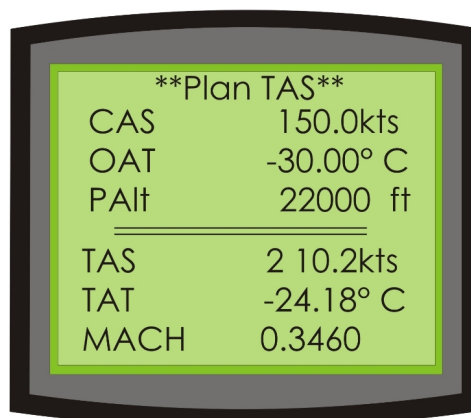 **Plan TAS**
CAS 150.0kts
OAT -30.00° C
PAlt 22000 ft
TAS 2 10.2kts
TAT -24.18° C
MACH 0.3460